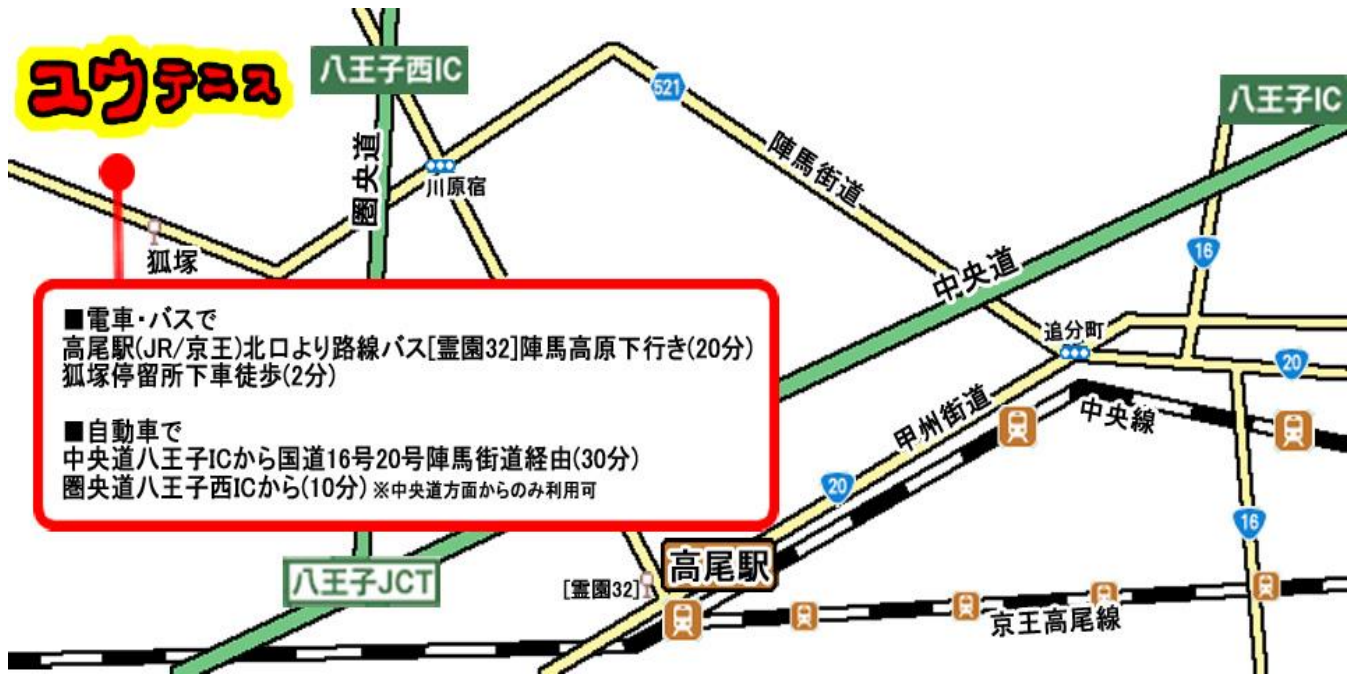 ユウテニス
八王子西IC
八王子IC
521
陣馬街道
圏央道
川原宿
狐塚
中央道
16
追分町
20
■電車・バスで
高尾駅(JR/京王)北口より路線バス[霊園32]陣馬高原下行き(20分)
狐塚停留所下車徒歩(2分)
■自動車で
中央道八王子ICから国道16号20号陣馬街道経由(30分)
圏央道八王子西ICから(10分) ※中央道方面からのみ利用可
甲州街道
中央線
20
16
八王子JCT
[霊園32]
高尾駅
京王高尾線